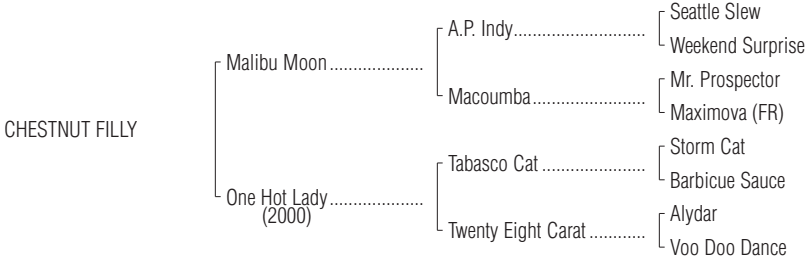 Seattle Slew
A.P. Indy
Weekend Surprise
Malibu Moon
Mr. Prospector
Macoumba
Maximova (FR)
CHESTNUT FILLY
Storm Cat
Tabasco Cat
Barbicue Sauce
One Hot Lady
(2000)
Alydar
Twenty Eight Carat
Voo Doo Dance